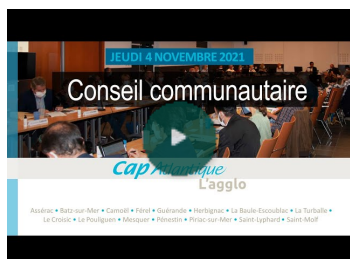 JEUDI 4 NOVEMBRE 2021
Conseil communautaire
Cap Atlantique
L'agglo
Assérac • Batz-sur-Mer • Camoël • Férel • Guérande • Herbignac • La Baule-Escoublac • La Turballe •
Le Croisic • Le Pouliguen • Mesquer • Pénestin • Piriac-sur-Mer • Saint-Lyphard • Saint-Molf